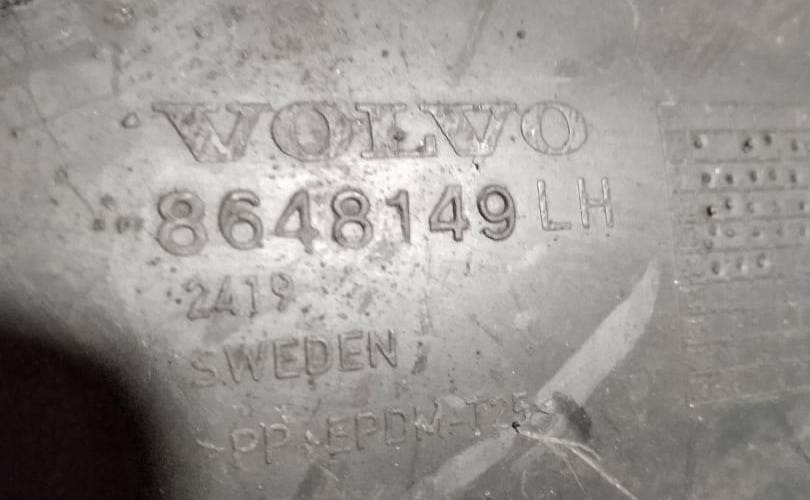 VOLVO
8648149 LH
2419
SWEDEN
>PP+EPDM-T25<